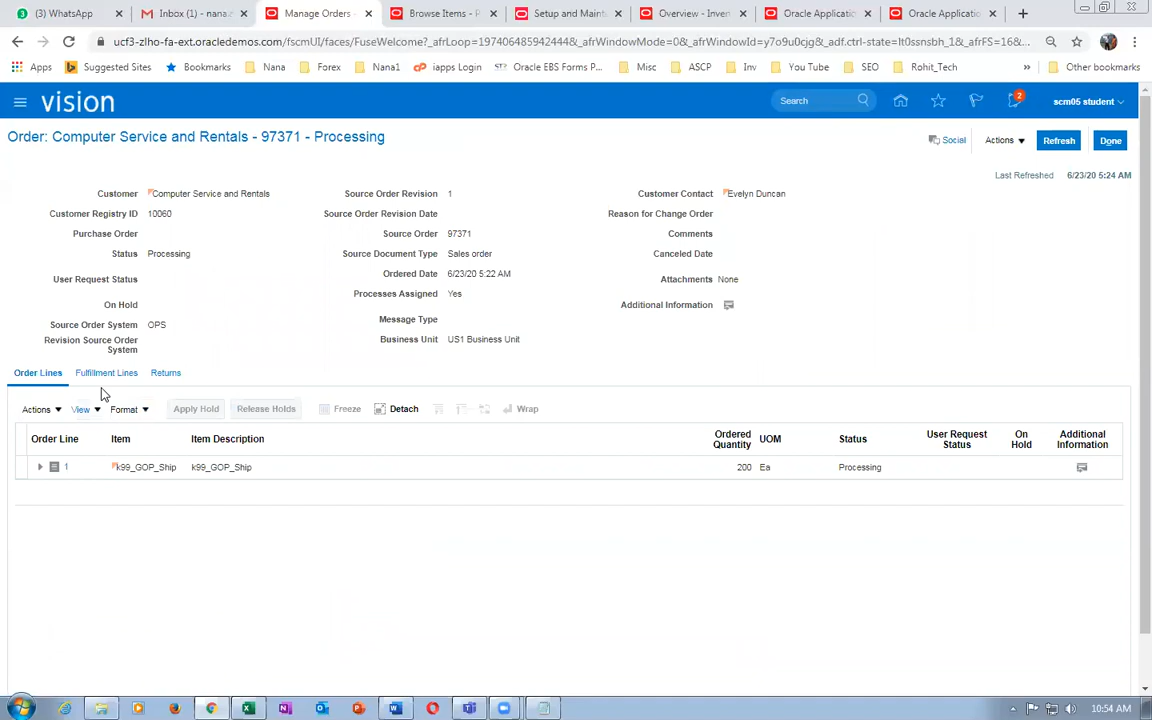 (3) WhatsApp
Inbox (1) - nana.
Manage Orders -
Browse Items - P
Setup and Maint
Overview - Inven
Oracle Applicatio
Oracle Applicatio
ucf3-zlho-fa-ext.oracledemos.com/fscmUI/faces/FuseWelcome?_afrLoop=1974064859424444&_afrWindowMode=0&_afrWindowId=y7o9u0cjg&_adf.ctrl-state=lt0ssnsbh_1&_afrFS=16&...
Apps
Suggested Sites
Bookmarks
Nana
Forex
Nana1
iapps Login
Oracle EBS Forms P...
Misc
ASCP
Inv
You Tube
SEO
Rohit_Tech
»
Other bookmarks
vision
Search
2
scm05 student
Order: Computer Service and Rentals - 97371 - Processing
Social
Actions
Refresh
Done
Last Refreshed 6/23/20 5:24 AM
Customer Computer Service and Rentals
Customer Registry ID 10060
Purchase Order
Status Processing
User Request Status
On Hold
Source Order System OPS
Revision Source Order
System
Source Order Revision 1
Source Order Revision Date
Source Order 97371
Source Document Type Sales order
Ordered Date 6/23/20 5:22 AM
Processes Assigned Yes
Message Type
Business Unit US1 Business Unit
Customer Contact Evelyn Duncan
Reason for Change Order
Comments
Canceled Date
Attachments None
Additional Information
Order Lines
Fulfillment Lines
Returns
Actions
View
Format
Apply Hold
Release Holds
Freeze
Detach
Wrap
Order Line
Item
Item Description
Ordered
Quantity
UOM
Status
User Request
Status
On
Hold
Additional
Information
1 k99_GOP_Ship k99_GOP_Ship 200 Ea Processing
10:54 AM